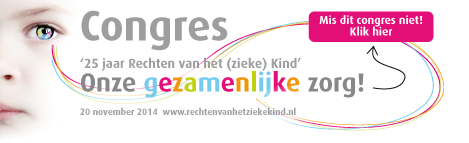 Congres
Mis dit congres niet!
Klik hier
‘25 jaar Rechten van het (zieke) Kind’
Onze gezamenlijke zorg!
20 november 2014 www.rechtenvanhetziekekind.nl